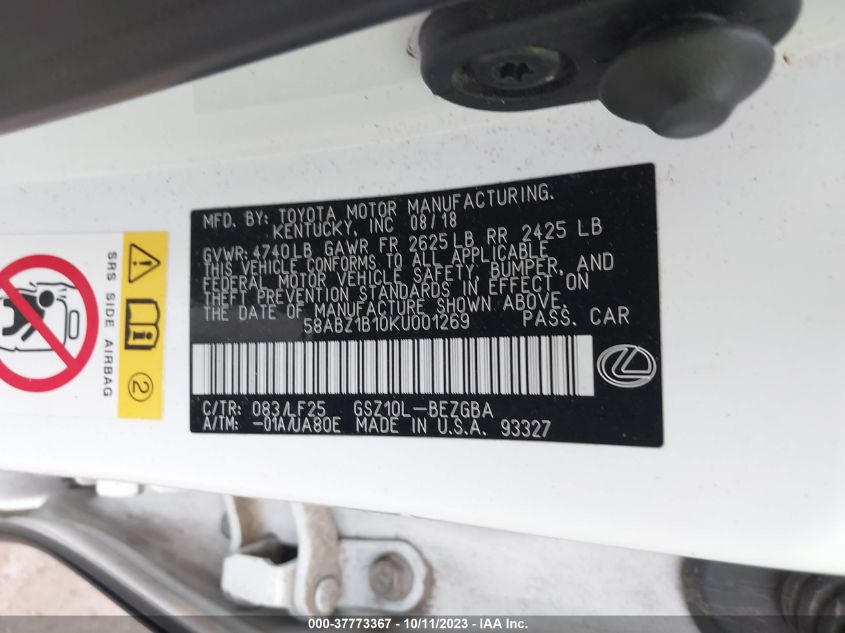 MFD. BY: TOYOTA MOTOR MANUFACTURING.
KENTUCKY, INC 08/18
GVWR: 4740LB GAWR FR 2625LB RR 2425 LB
THIS VEHICLE CONFORMS TO ALL APPLICABLE
FEDERAL MOTOR VEHICLE SAFETY, BUMPER, AND
THEFT PREVENTION STANDARDS IN EFFECT ON
THE DATE OF MANUFACTURE SHOWN ABOVE.
58ABZ1B10KU001269 PASS. CAR
C/TR: 083/LF25 GSZ10L-BEZGBA
A/TM: -01A/UA80E MADE IN U.S.A. 93327
SRS SIDE AIRBAG
2
000-37773367 - 10/11/2023 - IAA Inc.